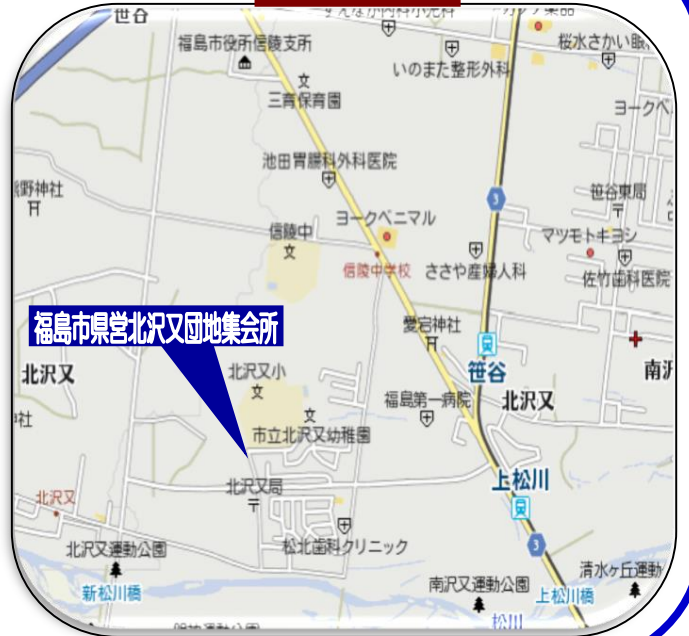 世谷
福島市役所信陵支所
三育保育園
いのまた整形外科
桜水さかい眼
ヨークベ
池田胃腸科外科医院
3
笹谷東局
野神社
信陵中
ヨークベニマル
マツモトキヨシ
信陵中学校
ささや産婦人科
佐竹歯科医院
福島市県営北沢又団地集会所
愛宕神社
笹谷
北沢又
北沢又小
南沢
福島第一病院
北沢又
社
市立北沢又幼稚園
上松川
北沢又局
北沢又
3
北沢又運動公園
松北歯科クリニック
新松川橋
南沢又運動公園
上松川橋
清水ヶ丘運動
松川